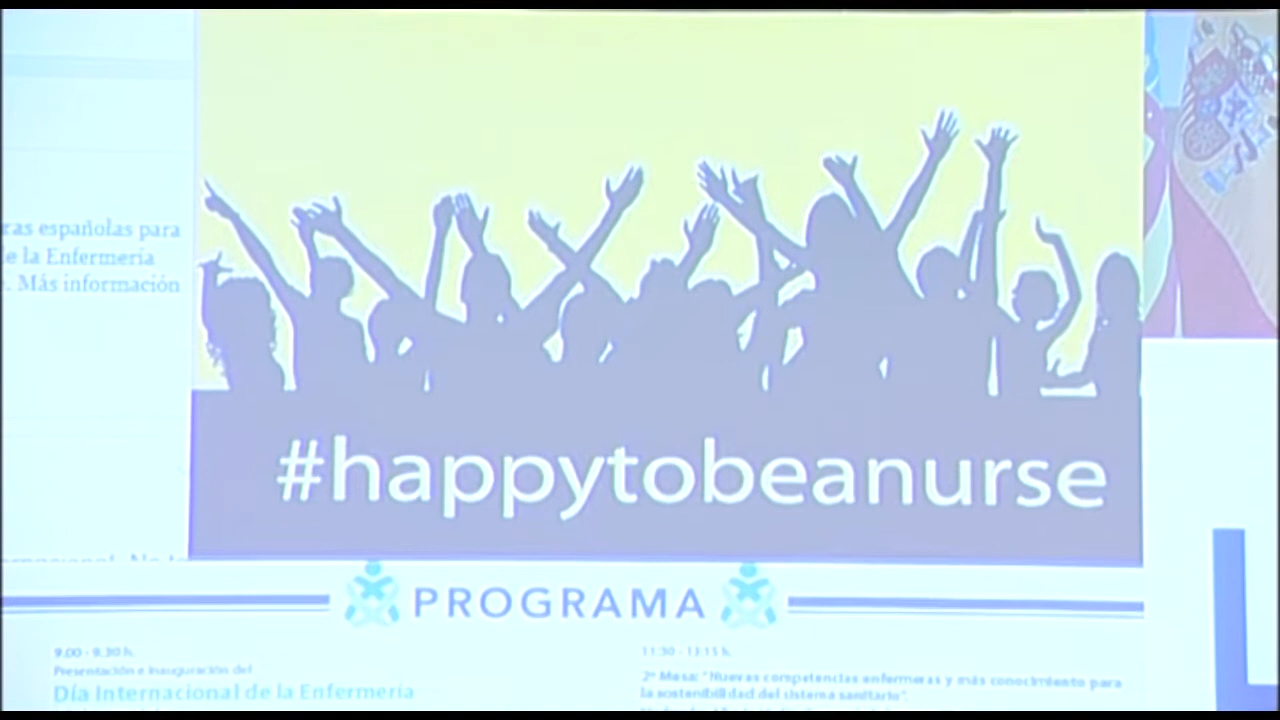 ras españolas para
e la Enfermería
. Más información
#happytobeanurse
PROGRAMA
9.00 - 9.30 h.
Presentación e Inauguración del
Día Internacional de la Enfermería
11:30 - 13:15 h.
2ª Mesa: "Nuevas competencias enfermeras y más conocimiento para
la sostenibilidad del sistema sanitario".